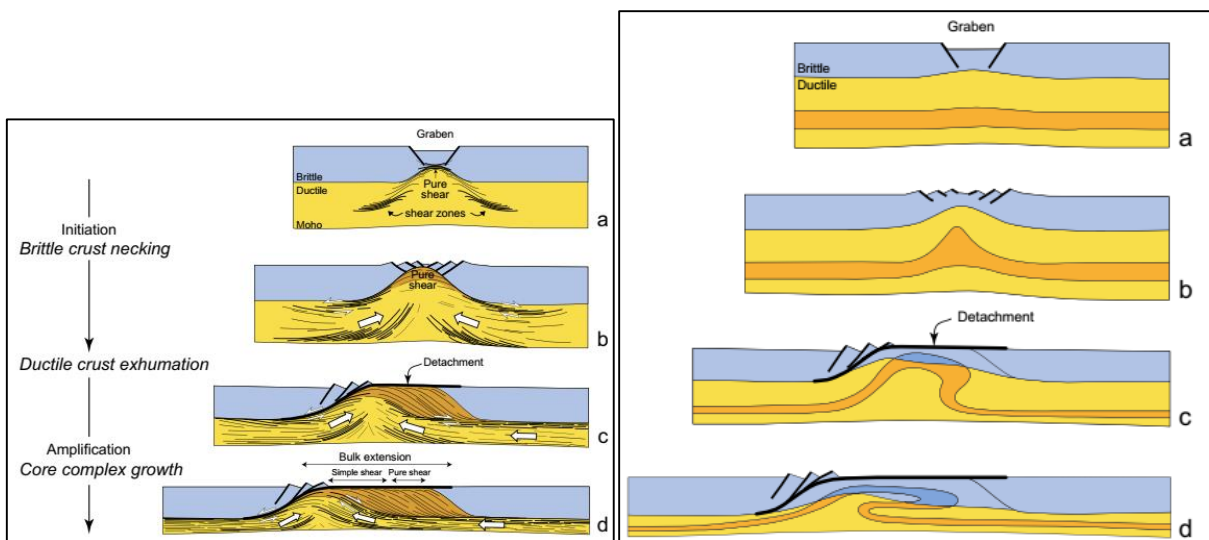 Graben
Brittle
Ductile
Pure
shear
shear zones
Moho
a
Initiation
Brittle crust necking
Pure
shear
b
Ductile crust exhumation
Detachment
c
Amplification
Core complex growth
Bulk extension
Simple shear
Pure shear
d
Graben
Brittle
Ductile
a
b
Detachment
c
d